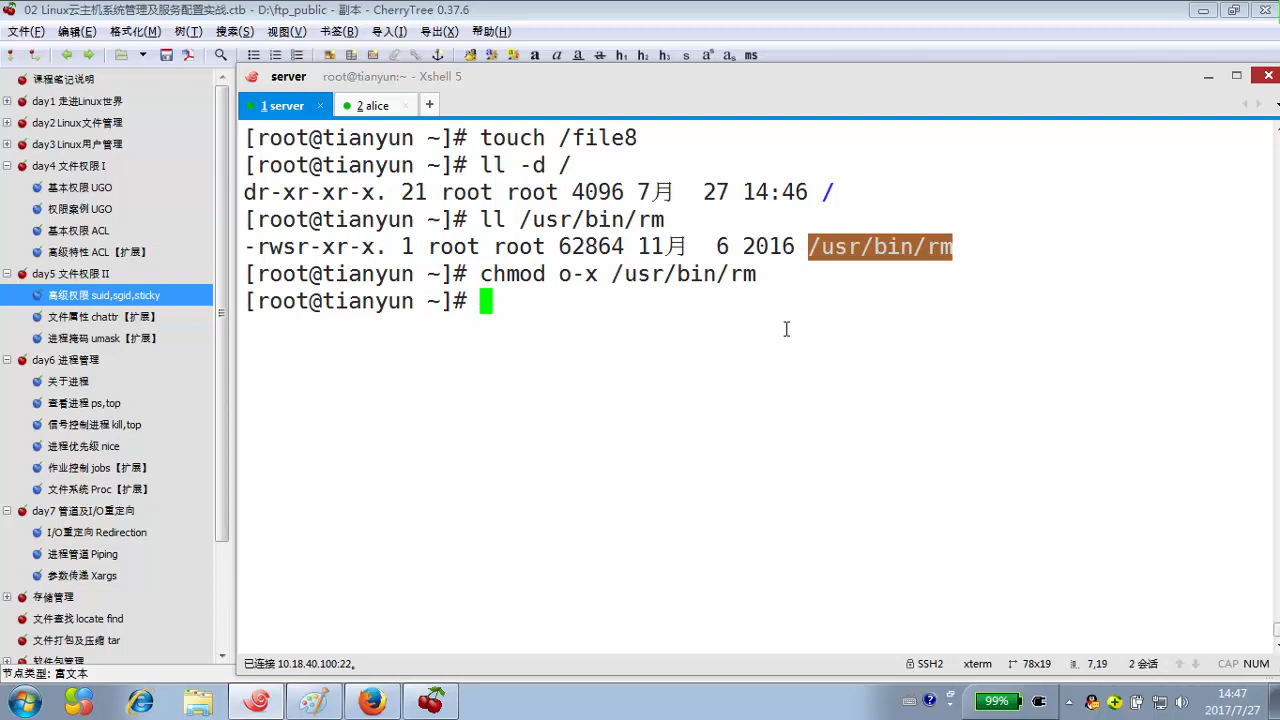 02 Linux云主机系统管理及服务配置实战.ctb - D:\ftp_public - 副本 - CherryTree 0.37.6
文件(F) 编辑(E) 格式化(M) 树(T) 搜索(S) 视图(V) 书签(B) 导入(I) 导出(X) 帮助(H)
a a a a h₁ h₂ h₃ s aˢ aₛ ms
课程笔记说明
day1 走进Linux世界
day2 Linux文件管理
day3 Linux用户管理
day4 文件权限 I
基本权限 UGO
权限案例 UGO
基本权限 ACL
高级特性 ACL【扩展】
day5 文件权限 II
高级权限 suid,sgid,sticky
文件属性 chattr【扩展】
进程掩码 umask【扩展】
day6 进程管理
关于进程
查看进程 ps,top
信号控制进程 kill,top
进程优先级 nice
作业控制 jobs【扩展】
文件系统 Proc【扩展】
day7 管道及I/O重定向
I/O重定向 Redirection
进程管道 Piping
参数传递 Xargs
存储管理
文件查找 locate find
文件打包及压缩 tar
软件包管理
节点类型: 富文本
server root@tianyun:~ - Xshell 5
1 server × 2 alice × +
[root@tianyun ~]# touch /file8
[root@tianyun ~]# ll -d /
dr-xr-xr-x. 21 root root 4096 7月 27 14:46 /
[root@tianyun ~]# ll /usr/bin/rm
-rwsr-xr-x. 1 root root 62864 11月 6 2016 /usr/bin/rm
[root@tianyun ~]# chmod o-x /usr/bin/rm
[root@tianyun ~]#
已连接 10.18.40.100:22。 SSH2 xterm 78x19 7,19 2 会话 CAP NUM
99%
14:47
2017/7/27